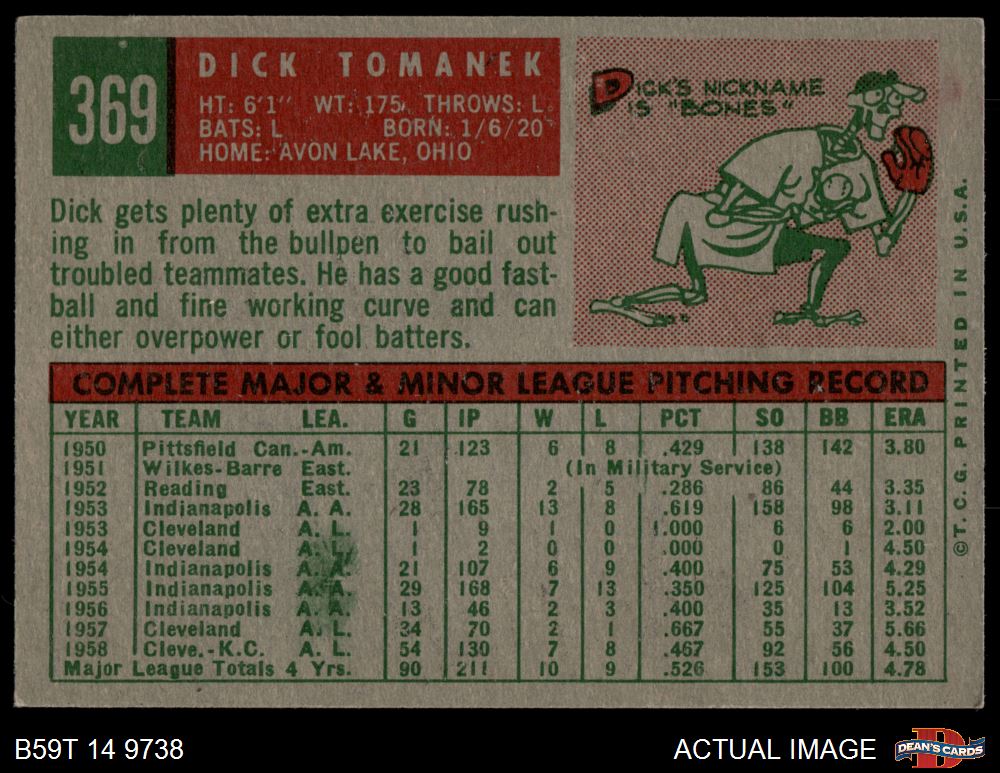 369
DICK TOMANEK
HT: 6'1" WT: 175 THROWS: L
BATS: L BORN: 1/6/20
HOME: AVON LAKE, OHIO
DICK'S NICKNAME
IS "BONES"
Dick gets plenty of extra exercise rush-
ing in from the bullpen to bail out
troubled teammates. He has a good fast-
ball and fine working curve and can
either overpower or fool batters.
COMPLETE MAJOR & MINOR LEAGUE PITCHING RECORD
YEAR TEAM LEA. G IP W L PCT SO BB ERA
1950 Pittsfield Can.-Am. 21 123 6 8 .429 138 142 3.80
1951 Wilkes-Barre East. (In Military Service)
1952 Reading East. 23 78 2 5 .286 86 44 3.35
1953 Indianapolis A. A. 28 165 13 8 .619 158 98 3.11
1953 Cleveland A. L. 1 9 1 0 1.000 6 6 2.00
1954 Cleveland A. L. 1 2 0 0 .000 0 1 4.50
1954 Indianapolis A. A. 21 107 6 9 .400 75 53 4.29
1955 Indianapolis A. A. 29 168 7 13 .350 125 104 5.25
1956 Indianapolis A. A. 13 46 2 3 .400 35 13 3.52
1957 Cleveland A. L. 34 70 2 1 .667 55 37 5.66
1958 Cleve.-K.C. A. L. 54 130 7 8 .467 92 56 4.50
Major League Totals 4 Yrs. 90 211 10 9 .526 153 100 4.78
©T. C. G. PRINTED IN U.S.A.
B59T 14 9738
ACTUAL IMAGE
D
DEAN'S CARDS